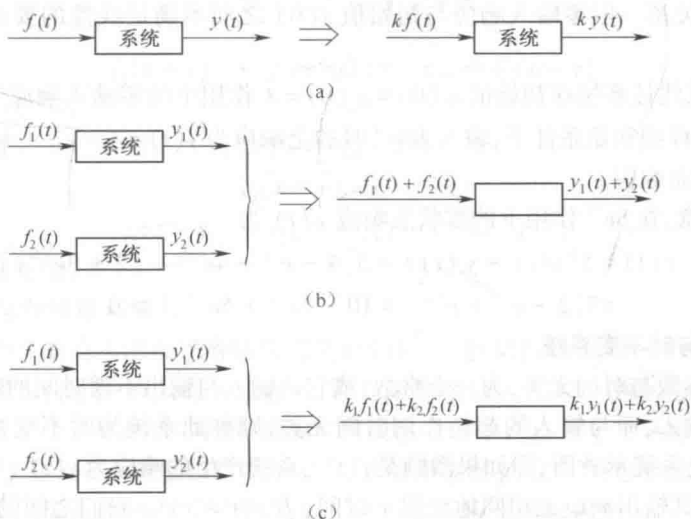 f(t) 系统 y(t) kf(t) 系统 ky(t)
(a)
f₁(t) 系统 y₁(t)
f₁(t)+f₂(t) y₁(t)+y₂(t)
f₂(t) 系统 y₂(t)
(b)
f₁(t) 系统 y₁(t)
k₁f₁(t)+k₂f₂(t) k₁y₁(t)+k₂y₂(t)
f₂(t) 系统 y₂(t)
(c)